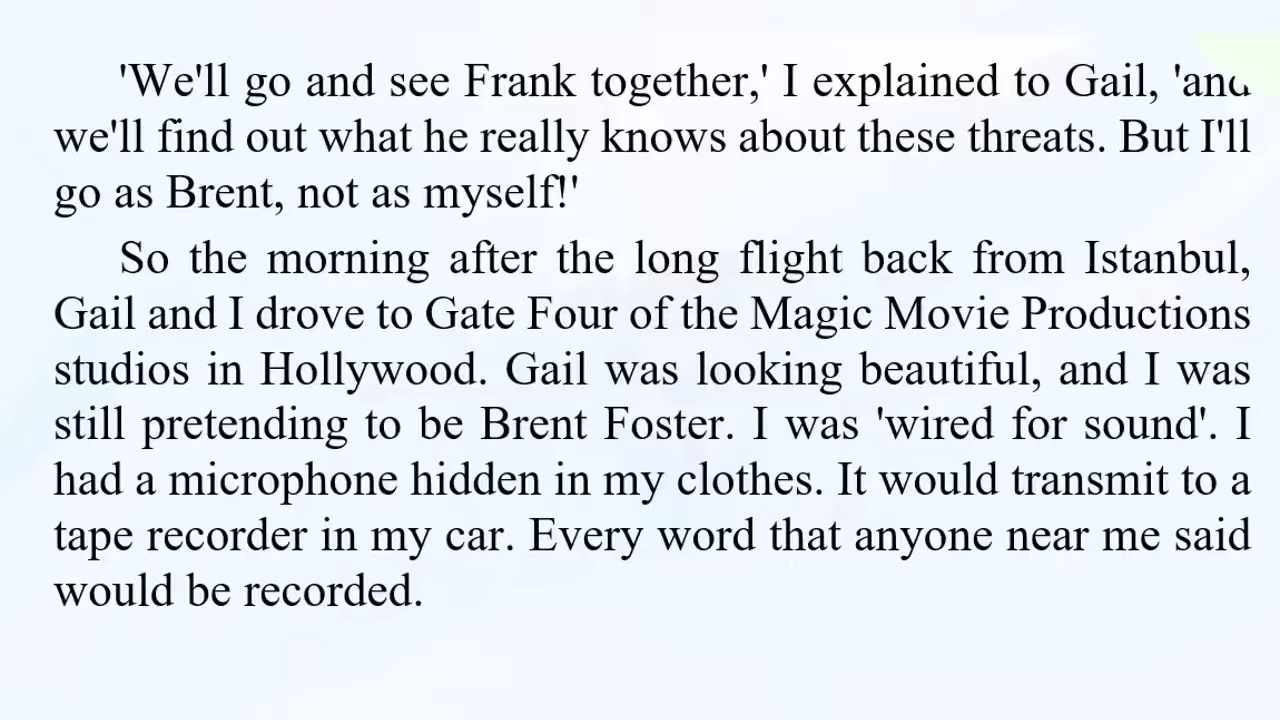 'We'll go and see Frank together,' I explained to Gail, 'and
we'll find out what he really knows about these threats. But I'll
go as Brent, not as myself!'
So the morning after the long flight back from Istanbul,
Gail and I drove to Gate Four of the Magic Movie Productions
studios in Hollywood. Gail was looking beautiful, and I was
still pretending to be Brent Foster. I was 'wired for sound'. I
had a microphone hidden in my clothes. It would transmit to a
tape recorder in my car. Every word that anyone near me said
would be recorded.